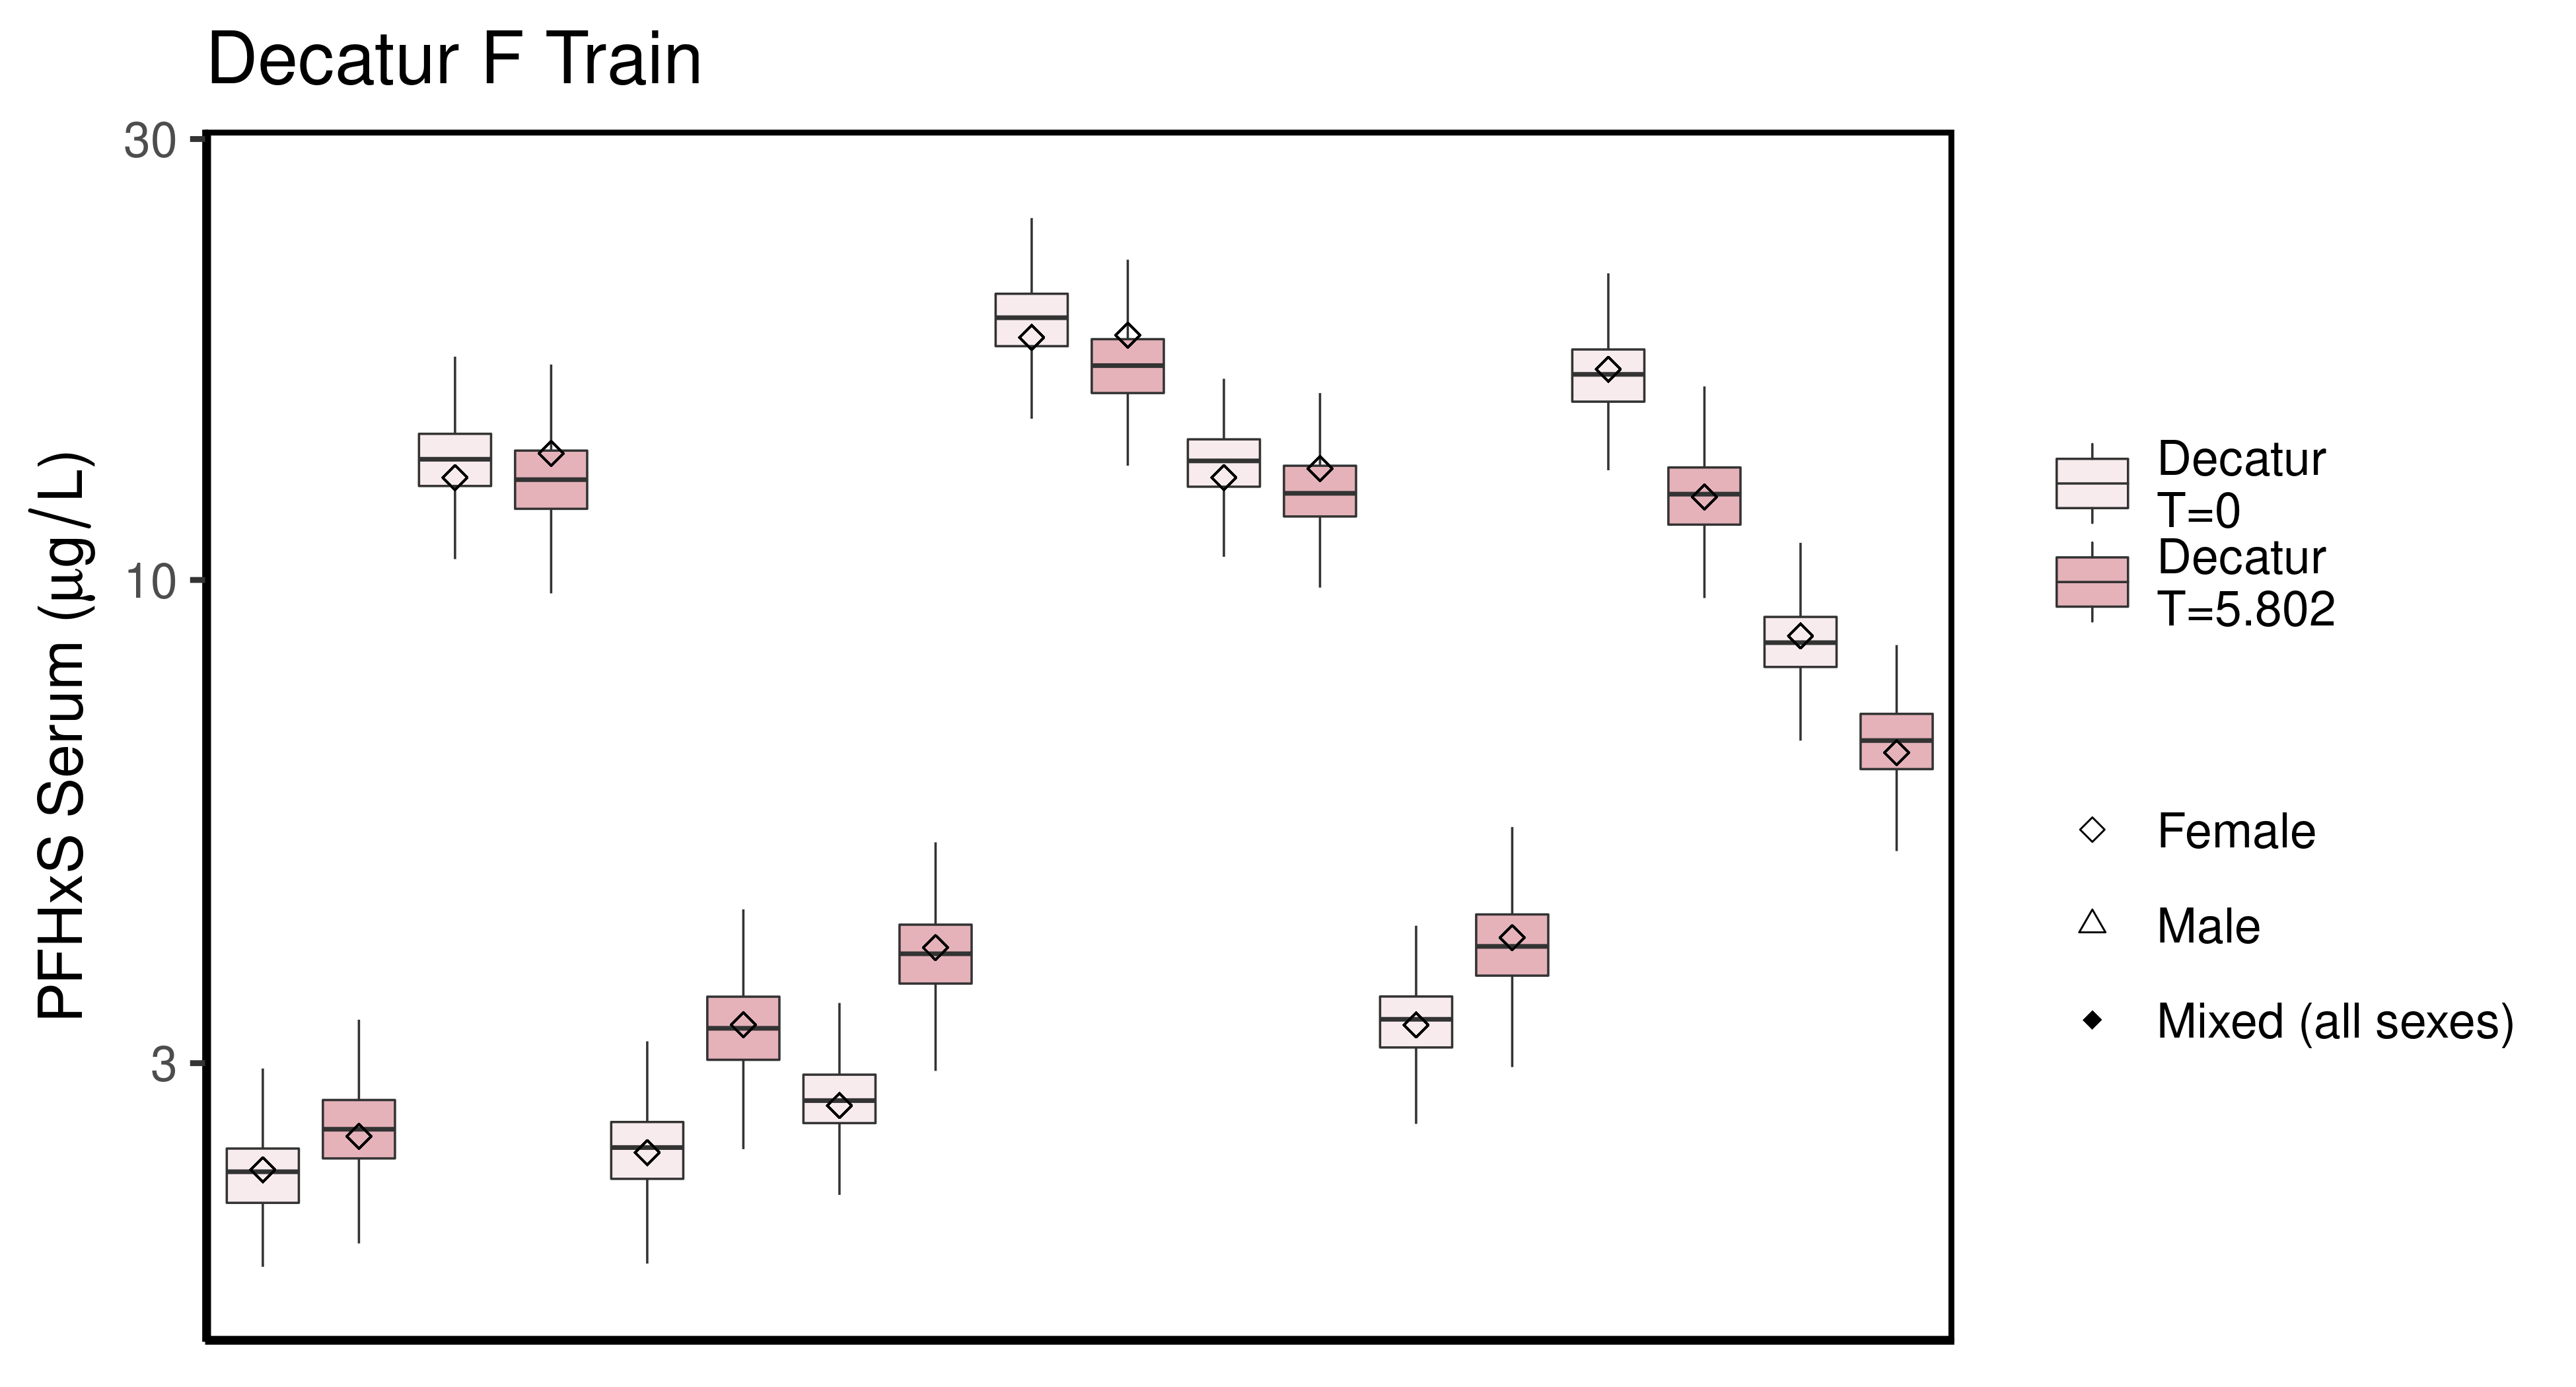 Decatur F Train
30
10
3
PFHxS Serum (μg/L)
Decatur
T=0
Decatur
T=5.802
Female
Male
Mixed (all sexes)